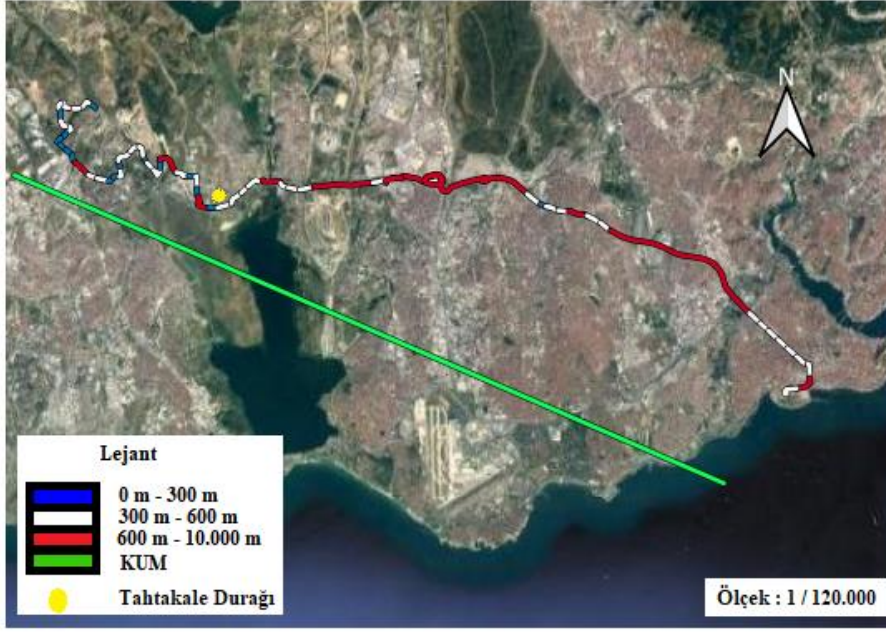 N
Lejant
0 m - 300 m
300 m - 600 m
600 m - 10.000 m
KUM
Tahtakale Durağı
Ölçek : 1 / 120.000